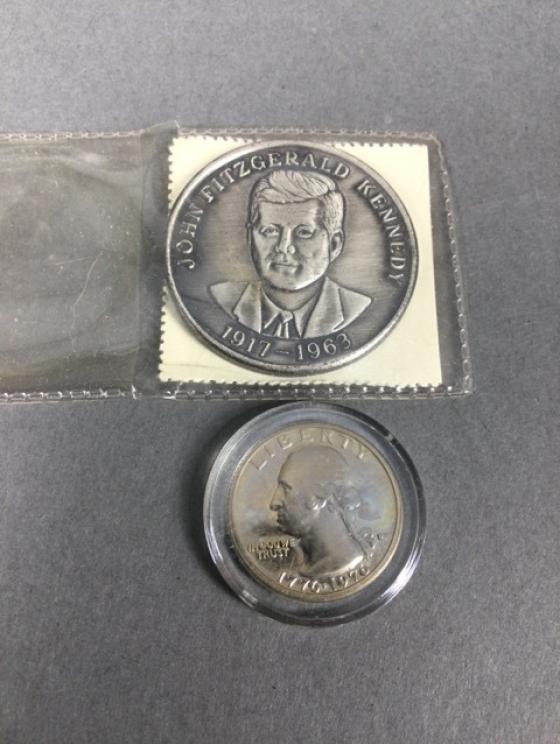 JOHN FITZGERALD KENNEDY
1917-1963
LIBERTY
IN GOD WE
TRUST
1776-1976